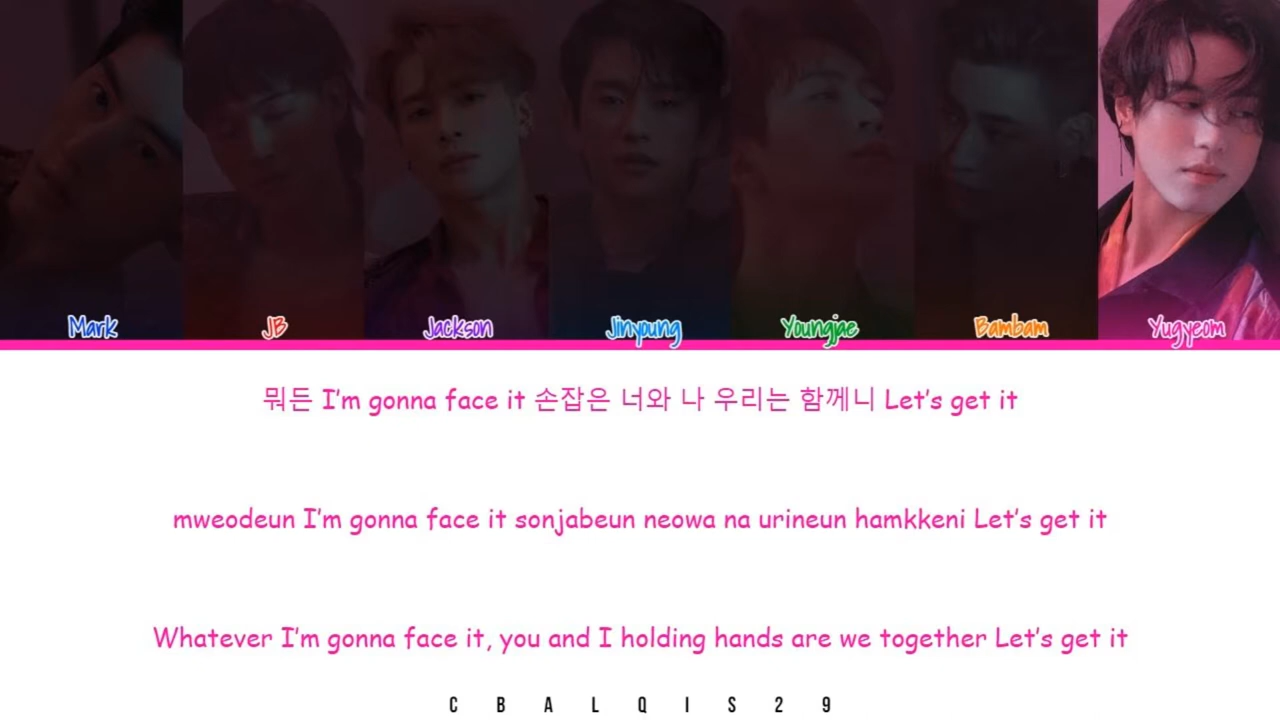 Mark JB Jackson Jinyoung Youngjae Bambam Yugyeom
뭐든 I'm gonna face it 손잡은 너와 나 우리는 함께니 Let's get it
mweodeun I'm gonna face it sonjabeun neowa na urineun hamkkeni Let's get it
Whatever I'm gonna face it, you and I holding hands are we together Let's get it
CBALQIS29